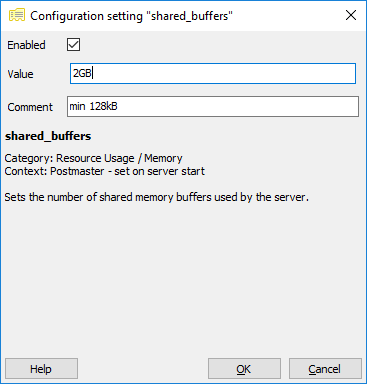 Configuration setting "shared_buffers"
Enabled
Value 2GB
Comment min 128kB
shared_buffers
Category: Resource Usage / Memory
Context: Postmaster - set on server start
Sets the number of shared memory buffers used by the server.
Help OK Cancel